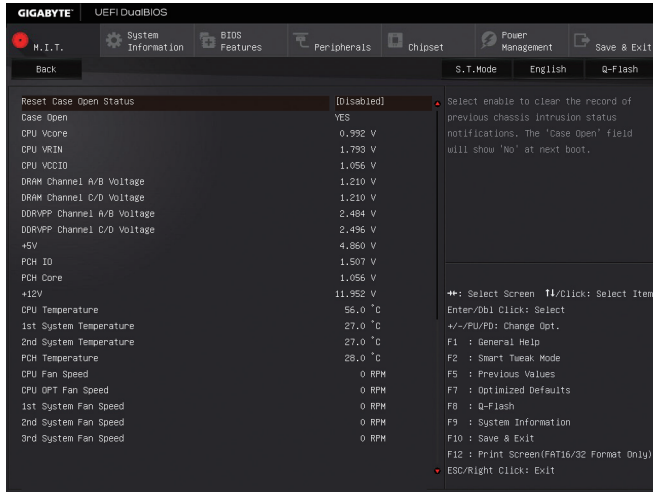 GIGABYTE™ UEFI DualBIOS
M.I.T.
System Information
BIOS Features
Peripherals
Chipset
Power Management
Save & Exit
Back
S.T.Mode
English
Q-Flash
Reset Case Open Status [Disabled]
Case Open YES
CPU Vcore 0.992 V
CPU VRIN 1.793 V
CPU VCCIO 1.056 V
DRAM Channel A/B Voltage 1.210 V
DRAM Channel C/D Voltage 1.210 V
DDRVPP Channel A/B Voltage 2.484 V
DDRVPP Channel C/D Voltage 2.496 V
+5V 4.860 V
PCH IO 1.507 V
PCH Core 1.056 V
+12V 11.952 V
CPU Temperature 56.0 °C
1st System Temperature 27.0 °C
2nd System Temperature 27.0 °C
PCH Temperature 28.0 °C
CPU Fan Speed 0 RPM
CPU OPT Fan Speed 0 RPM
1st System Fan Speed 0 RPM
2nd System Fan Speed 0 RPM
3rd System Fan Speed 0 RPM
Select enable to clear the record of
previous chassis intrusion status
notifications. The 'Case Open' field
will show 'No' at next boot.
↔: Select Screen ↑↓/Click: Select Item
Enter/Dbl Click: Select
+/-/PU/PD: Change Opt.
F1 : General Help
F2 : Smart Tweak Mode
F5 : Previous Values
F7 : Optimized Defaults
F8 : Q-Flash
F9 : System Information
F10 : Save & Exit
F12 : Print Screen(FAT16/32 Format Only)
ESC/Right Click: Exit